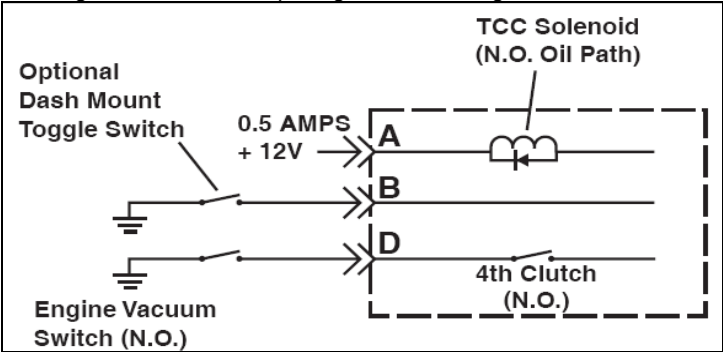 TCC Solenoid
(N.O. Oil Path)
Optional
Dash Mount
Toggle Switch
0.5 AMPS
+ 12V
A
B
D
4th Clutch
(N.O.)
Engine Vacuum
Switch (N.O.)